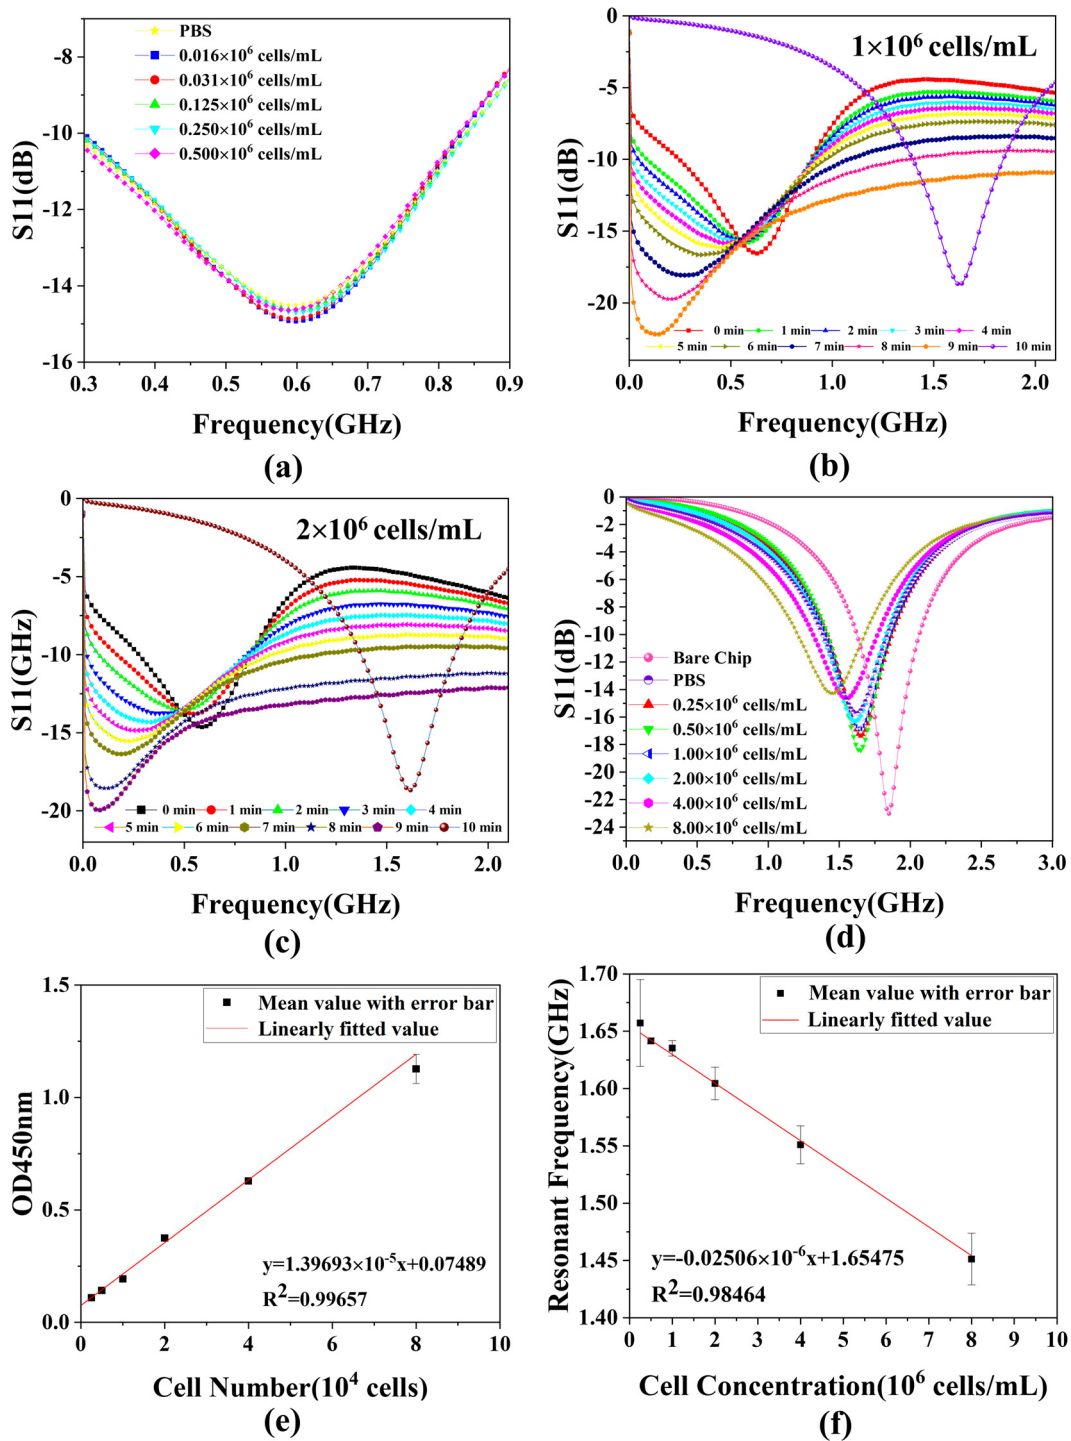 PBS
0.016×10⁶ cells/mL
0.031×10⁶ cells/mL
0.125×10⁶ cells/mL
0.250×10⁶ cells/mL
0.500×10⁶ cells/mL
-8
-10
-12
-14
-16
S11(dB)
0.3 0.4 0.5 0.6 0.7 0.8 0.9
Frequency(GHz)
(a)
1×10⁶ cells/mL
0
-5
-10
-15
-20
S11(dB)
0 min 1 min 2 min 3 min 4 min
5 min 6 min 7 min 8 min 9 min 10 min
0.0 0.5 1.0 1.5 2.0
Frequency(GHz)
(b)
2×10⁶ cells/mL
0
-5
-10
-15
-20
S11(GHz)
0 min 1 min 2 min 3 min 4 min
5 min 6 min 7 min 8 min 9 min 10 min
0.0 0.5 1.0 1.5 2.0
Frequency(GHz)
(c)
0
-2
-4
-6
-8
-10
-12
-14
-16
-18
-20
-22
-24
S11(dB)
Bare Chip
PBS
0.25×10⁶ cells/mL
0.50×10⁶ cells/mL
1.00×10⁶ cells/mL
2.00×10⁶ cells/mL
4.00×10⁶ cells/mL
8.00×10⁶ cells/mL
0.0 0.5 1.0 1.5 2.0 2.5 3.0
Frequency(GHz)
(d)
1.5
1.0
0.5
0.0
OD450nm
Mean value with error bar
Linearly fitted value
y=1.39693×10⁻⁵x+0.07489
R²=0.99657
0 2 4 6 8 10
Cell Number(10⁴ cells)
(e)
1.70
1.65
1.60
1.55
1.50
1.45
1.40
Resonant Frequency(GHz)
Mean value with error bar
Linearly fitted value
y=-0.02506×10⁻⁶x+1.65475
R²=0.98464
0 1 2 3 4 5 6 7 8 9 10
Cell Concentration(10⁶ cells/mL)
(f)